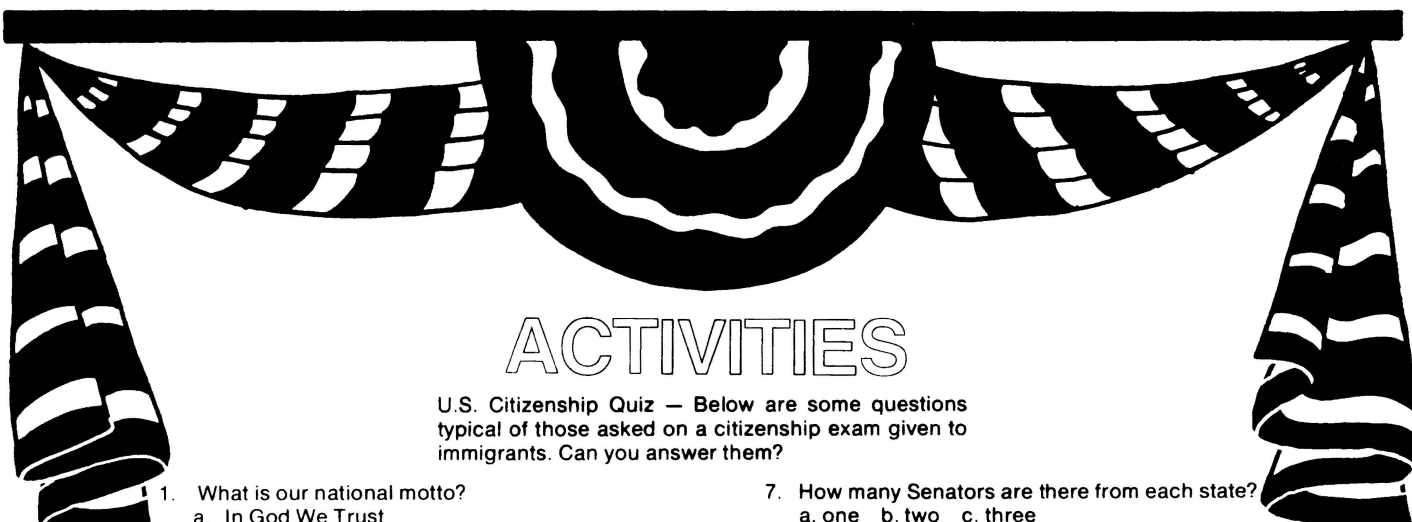 ACTIVITIES
U.S. Citizenship Quiz — Below are some questions
typical of those asked on a citizenship exam given to
immigrants. Can you answer them?
1. What is our national motto?
a. In God We Trust
7. How many Senators are there from each state?
a. one b. two c. three